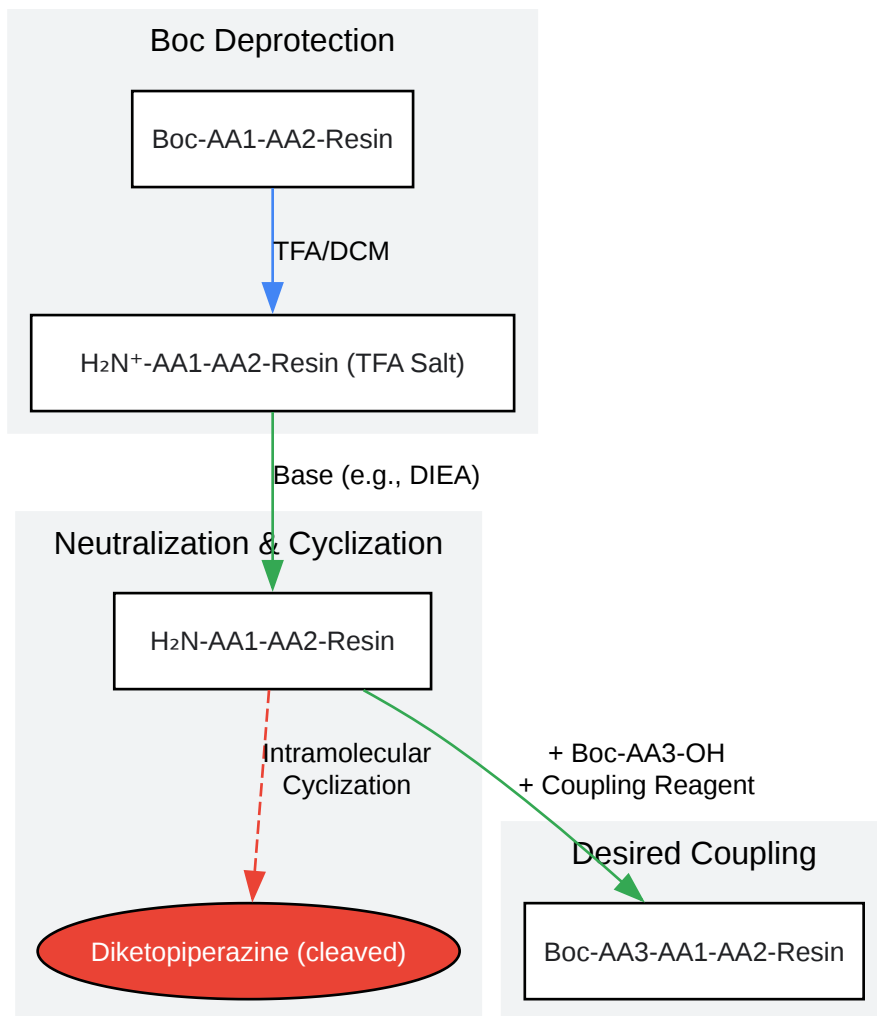 Boc Deprotection
Boc-AA1-AA2-Resin
TFA/DCM
H₂N⁺-AA1-AA2-Resin (TFA Salt)
Base (e.g., DIEA)
Neutralization & Cyclization
H₂N-AA1-AA2-Resin
Intramolecular
Cyclization
+ Boc-AA3-OH
+ Coupling Reagent
Desired Coupling
Diketopiperazine (cleaved)
Boc-AA3-AA1-AA2-Resin